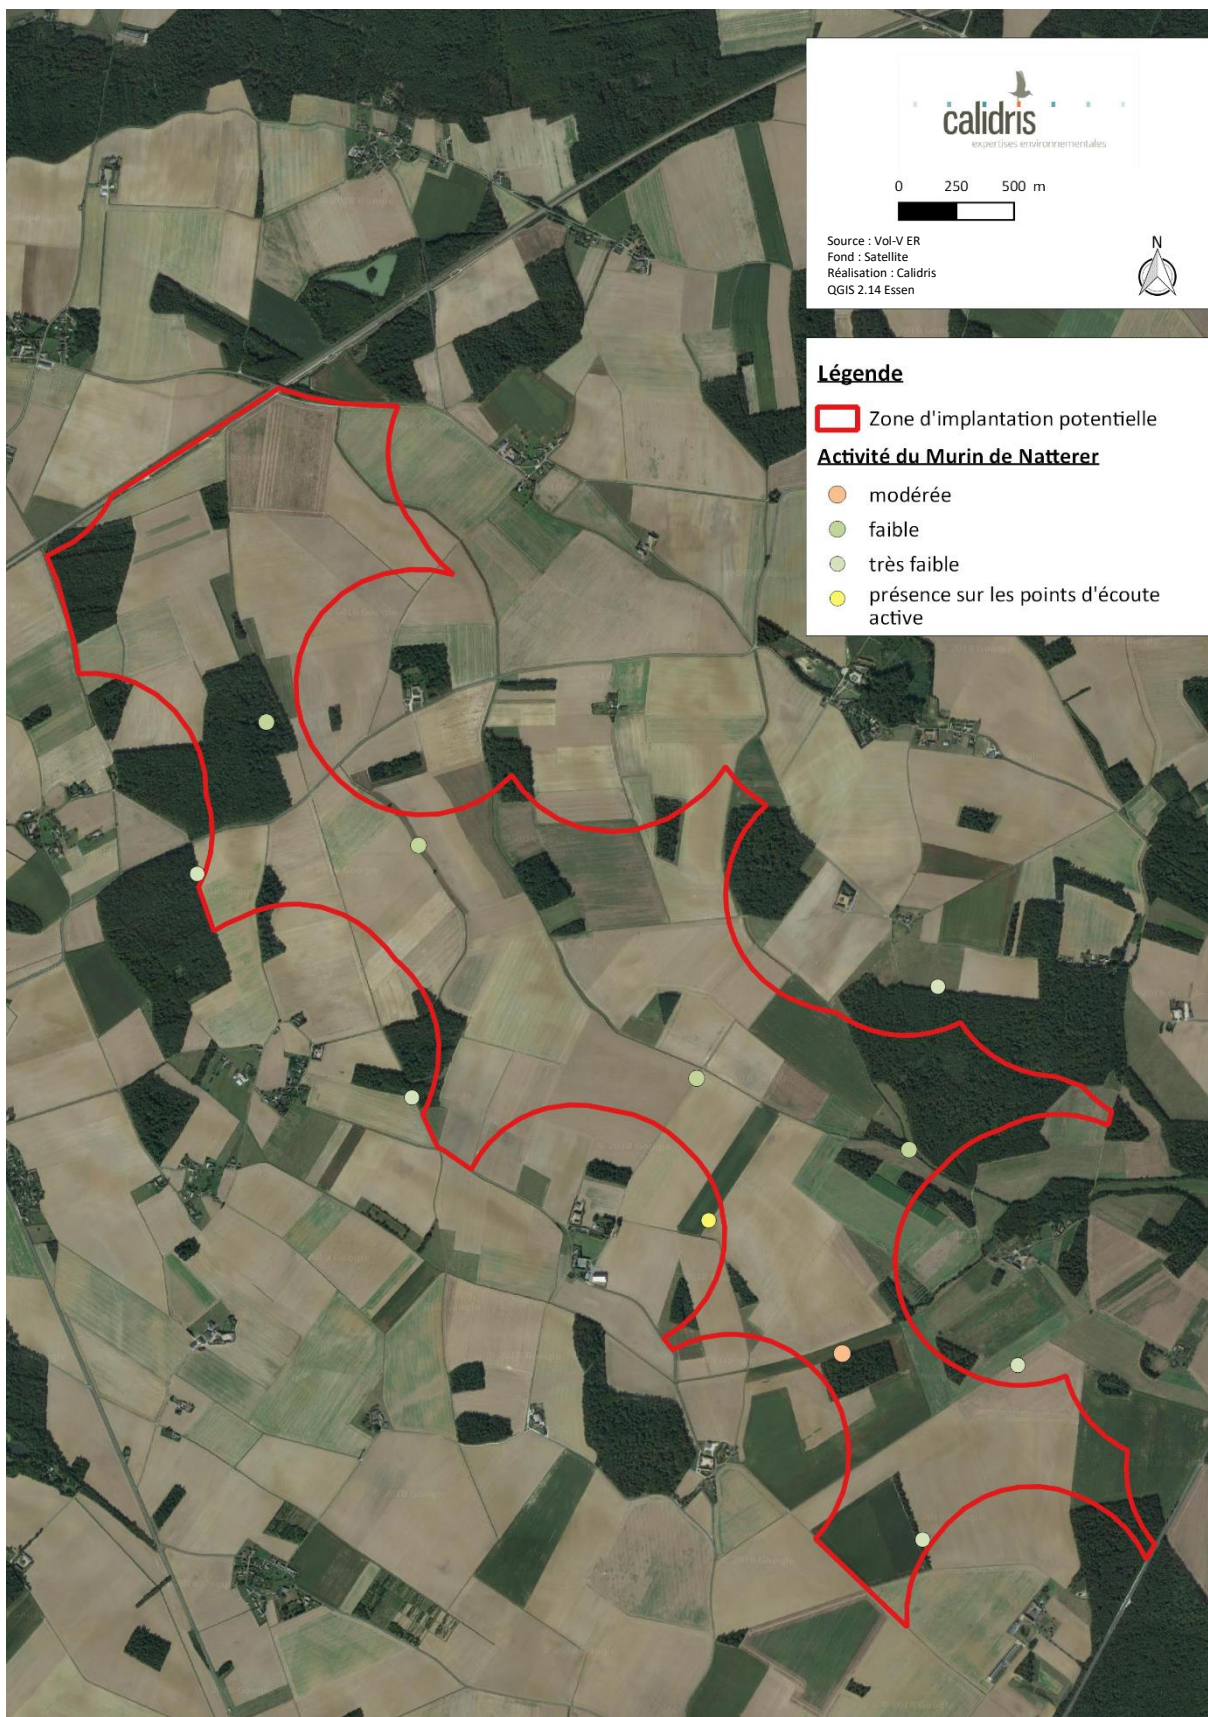 calidris
expertises environnementales
0 250 500 m
Source : Vol-V ER
Fond : Satellite
Réalisation : Calidris
QGIS 2.14 Essen
N
Légende
Zone d'implantation potentielle
Activité du Murin de Natterer
modérée
faible
très faible
présence sur les points d'écoute
active